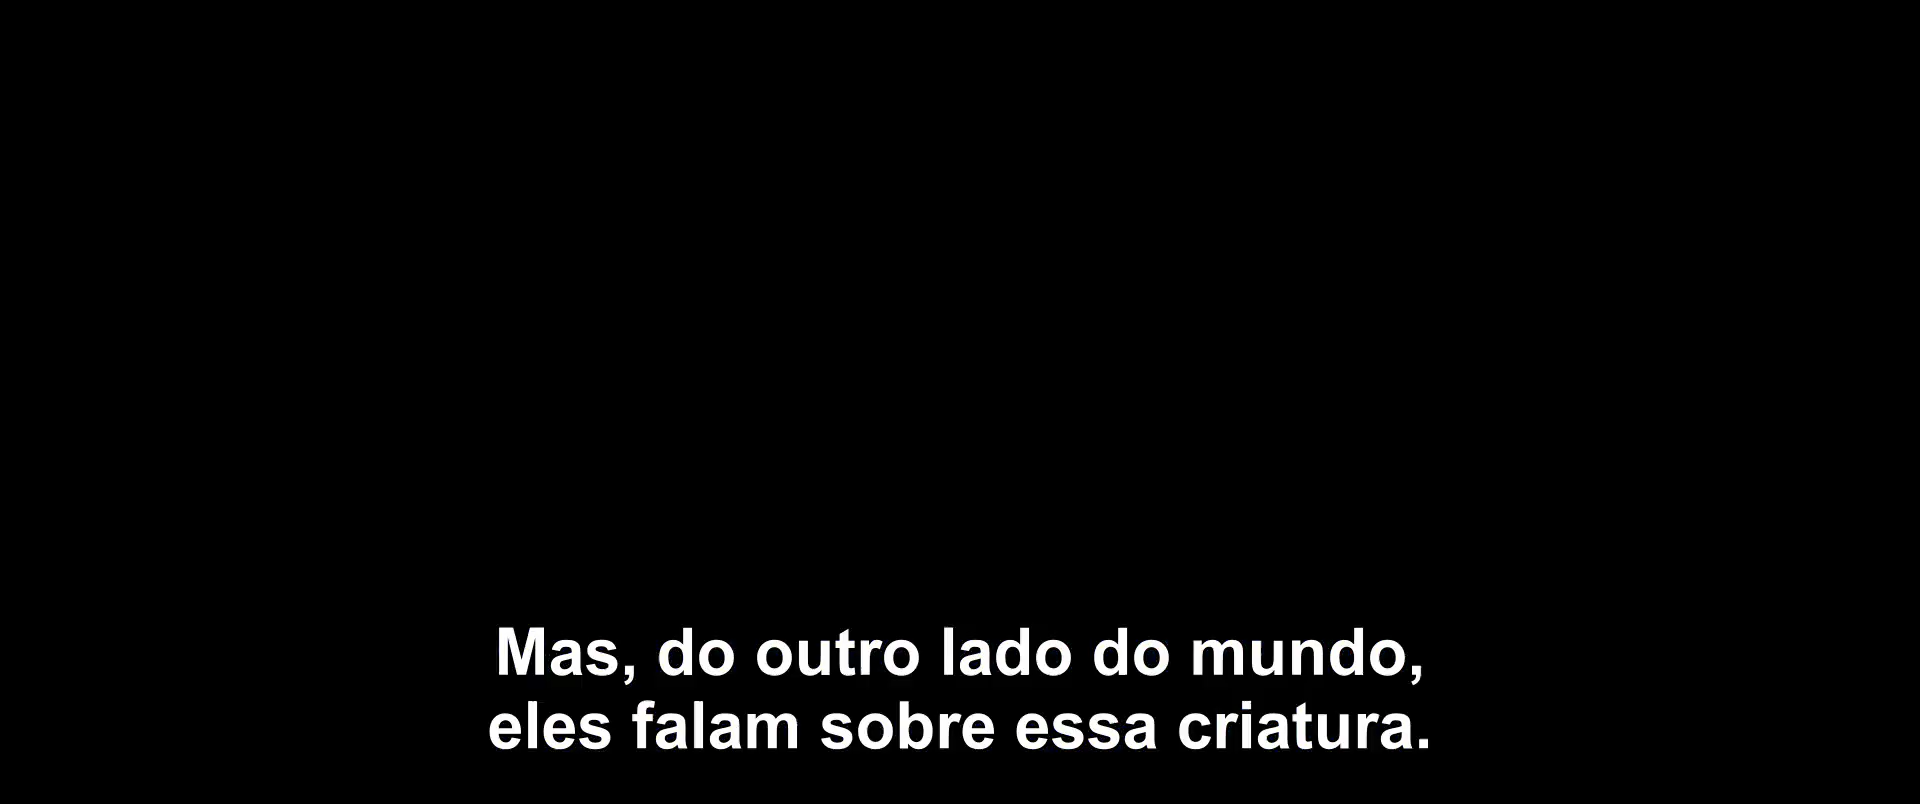 Mas, do outro lado do mundo,
eles falam sobre essa criatura.